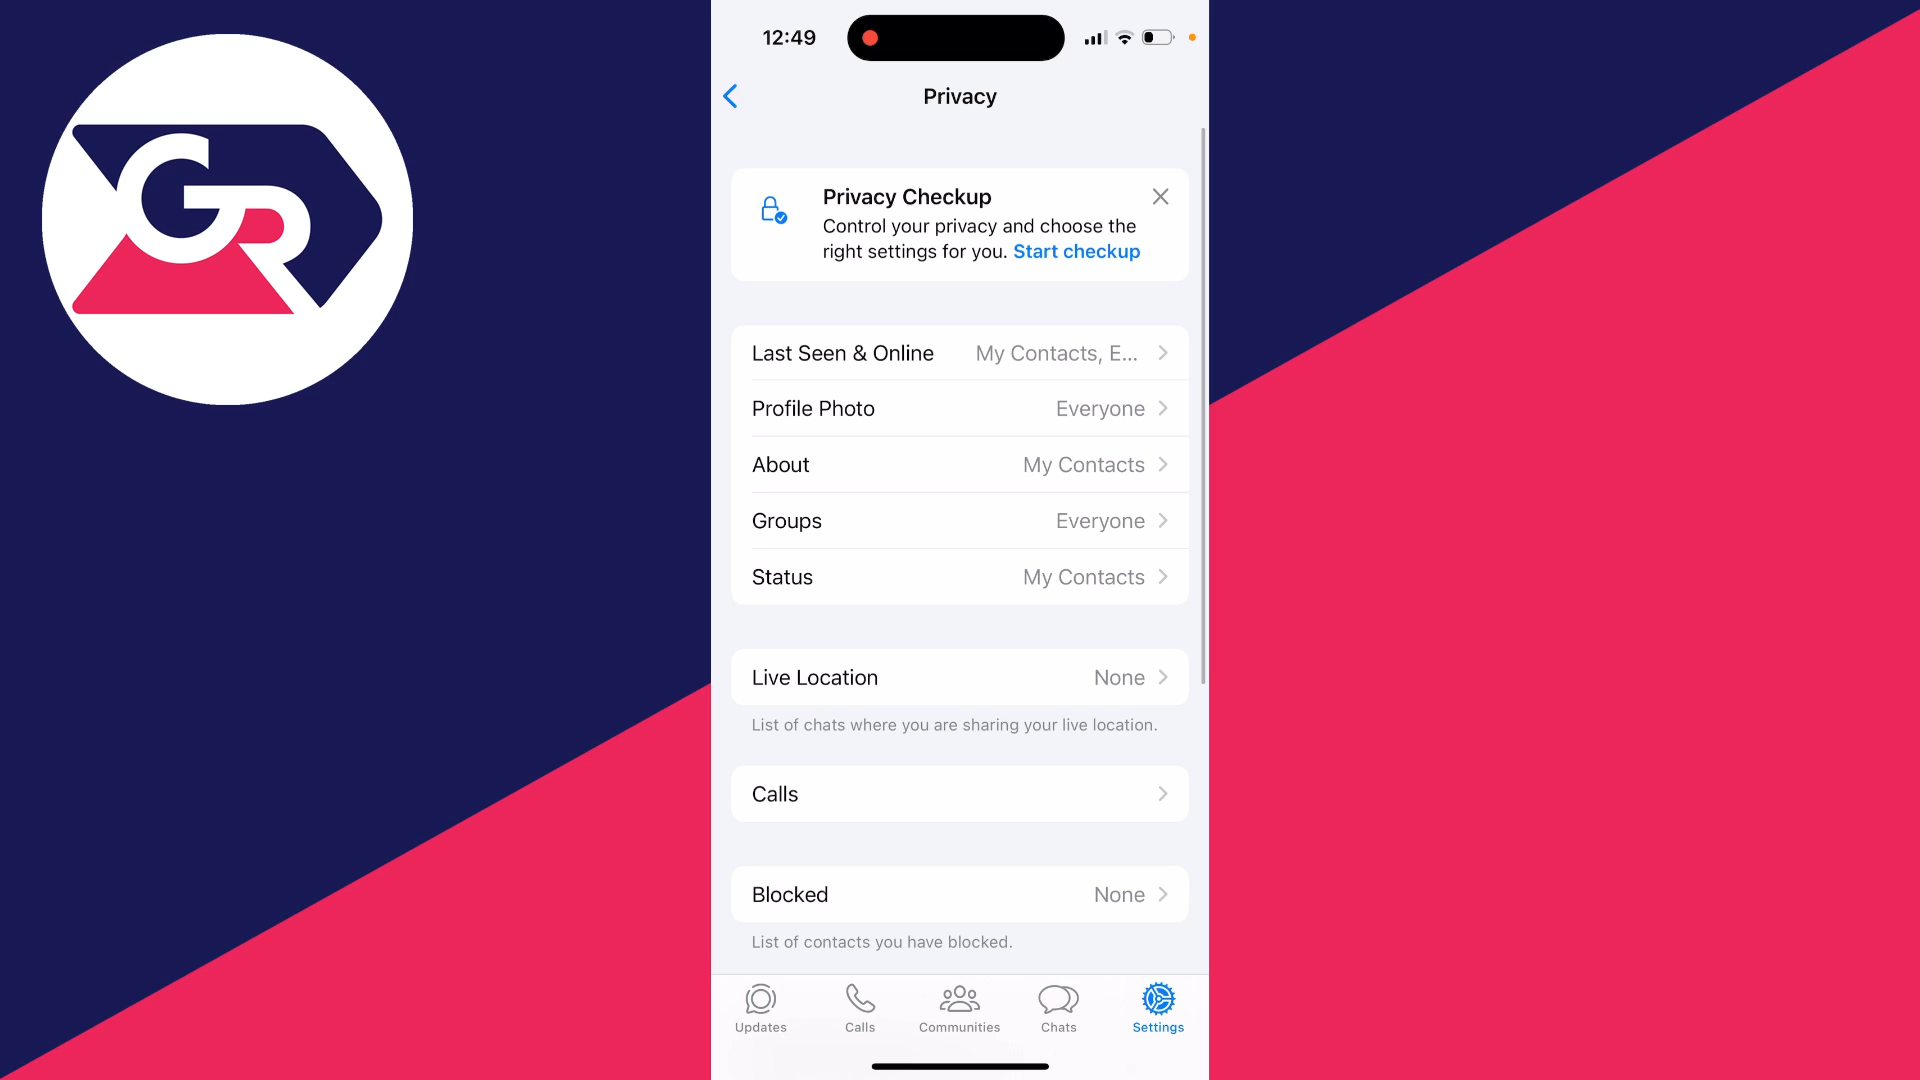 GR
12:49
Privacy
Privacy Checkup
Control your privacy and choose the
right settings for you. Start checkup
Last Seen & Online My Contacts, E...
Profile Photo Everyone
About My Contacts
Groups Everyone
Status My Contacts
Live Location None
List of chats where you are sharing your live location.
Calls
Blocked None
List of contacts you have blocked.
Updates Calls Communities Chats Settings